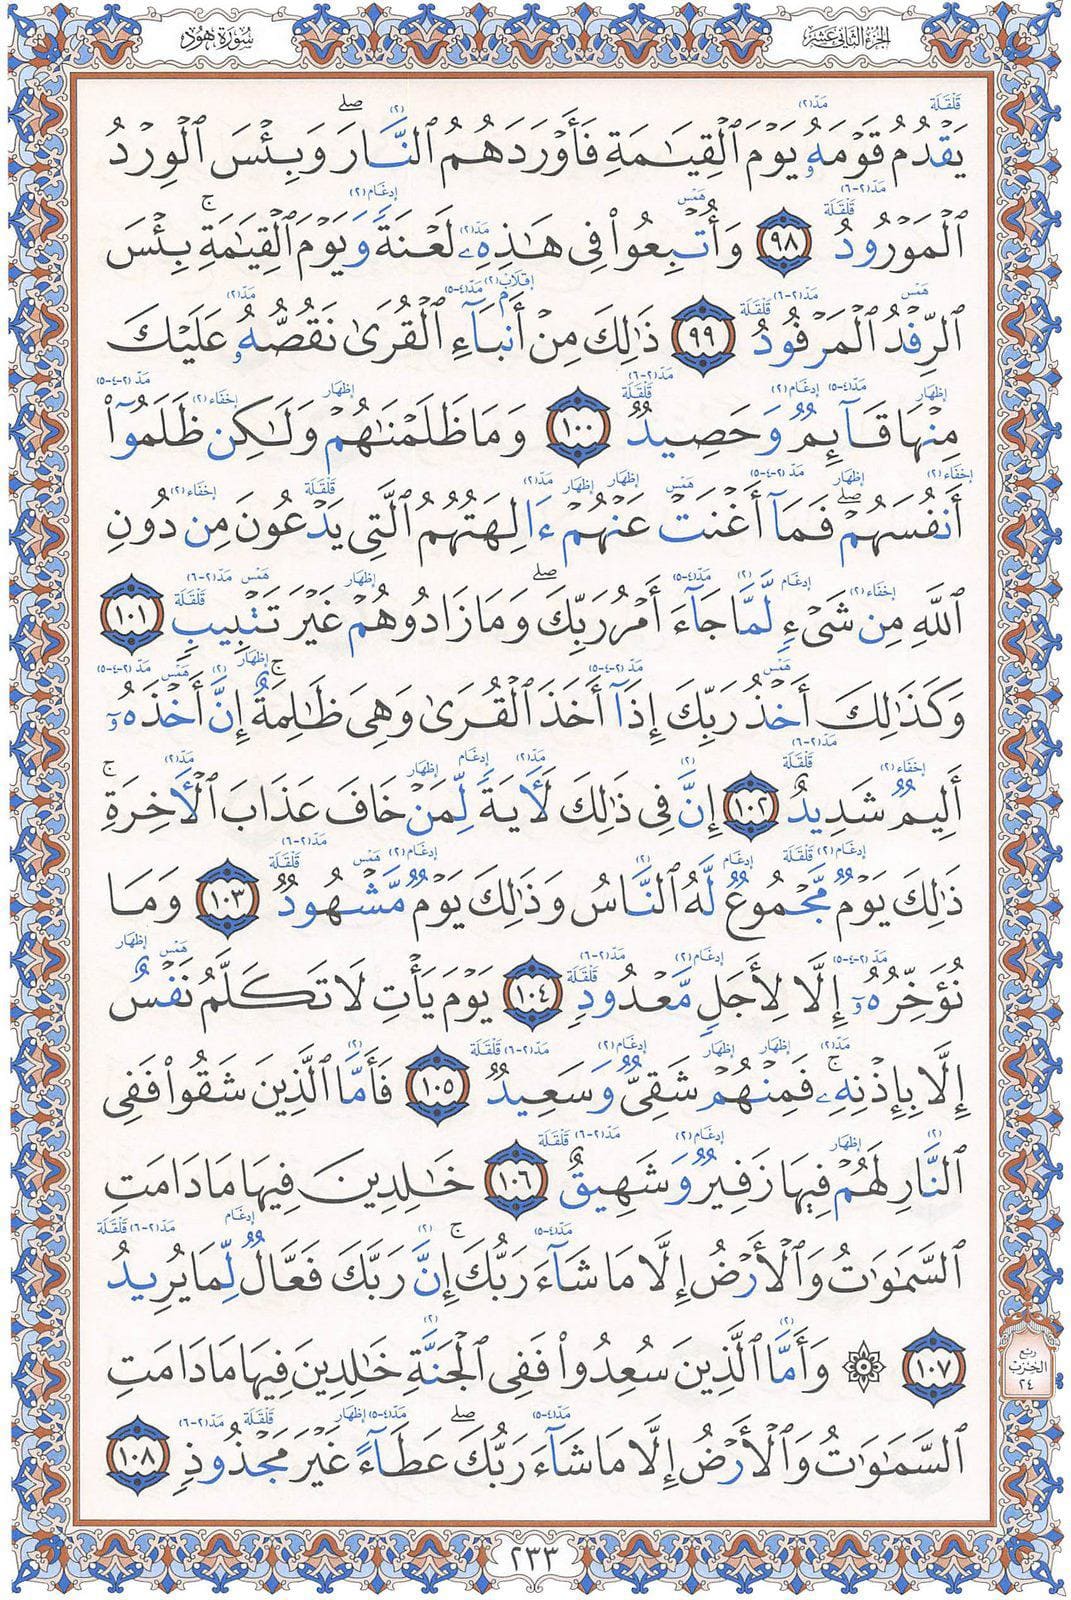 الجزء الثاني عشر
سورة هود
يَقْدُمُ قَوْمَهُۥ يَوْمَ ٱلْقِيَٰمَةِ فَأَوْرَدَهُمُ ٱلنَّارَ ۖ وَبِئْسَ ٱلْوِرْدُ
ٱلْمَوْرُودُ ٩٨ وَأُتْبِعُوا۟ فِى هَٰذِهِۦ لَعْنَةً وَيَوْمَ ٱلْقِيَٰمَةِ ۚ بِئْسَ
ٱلرِّفْدُ ٱلْمَرْفُودُ ٩٩ ذَٰلِكَ مِنْ أَنۢبَآءِ ٱلْقُرَىٰ نَقُصُّهُۥ عَلَيْكَ
مِنْهَا قَآئِمٌ وَحَصِيدٌ ١٠٠ وَمَا ظَلَمْنَٰهُمْ وَلَٰكِن ظَلَمُوٓا۟
أَنفُسَهُمْ ۖ فَمَآ أَغْنَتْ عَنْهُمْ ءَالِهَتُهُمُ ٱلَّتِى يَدْعُونَ مِن دُونِ
ٱللَّهِ مِن شَىْءٍ لَّمَّا جَآءَ أَمْرُ رَبِّكَ ۖ وَمَا زَادُوهُمْ غَيْرَ تَتْبِيبٍ ١٠١
وَكَذَٰلِكَ أَخْذُ رَبِّكَ إِذَآ أَخَذَ ٱلْقُرَىٰ وَهِىَ ظَٰلِمَةٌ ۚ إِنَّ أَخْذَهُۥٓ
أَلِيمٌ شَدِيدٌ ١٠٢ إِنَّ فِى ذَٰلِكَ لَءَايَةً لِّمَنْ خَافَ عَذَابَ ٱلْءَاخِرَةِ ۚ
ذَٰلِكَ يَوْمٌ مَّجْمُوعٌ لَّهُ ٱلنَّاسُ وَذَٰلِكَ يَوْمٌ مَّشْهُودٌ ١٠٣ وَمَا
نُؤَخِّرُهُۥٓ إِلَّا لِأَجَلٍ مَّعْدُودٍ ١٠٤ يَوْمَ يَأْتِ لَا تَكَلَّمُ نَفْسٌ
إِلَّا بِإِذْنِهِۦ ۚ فَمِنْهُمْ شَقِىٌّ وَسَعِيدٌ ١٠٥ فَأَمَّا ٱلَّذِينَ شَقُوا۟ فَفِى
ٱلنَّارِ لَهُمْ فِيهَا زَفِيرٌ وَشَهِيقٌ ١٠٦ خَٰلِدِينَ فِيهَا مَا دَامَتِ
ٱلسَّمَٰوَٰتُ وَٱلْأَرْضُ إِلَّا مَا شَآءَ رَبُّكَ ۚ إِنَّ رَبَّكَ فَعَّالٌ لِّمَا يُرِيدُ
١٠٧ ۞ وَأَمَّا ٱلَّذِينَ سُعِدُوا۟ فَفِى ٱلْجَنَّةِ خَٰلِدِينَ فِيهَا مَا دَامَتِ
ٱلسَّمَٰوَٰتُ وَٱلْأَرْضُ إِلَّا مَا شَآءَ رَبُّكَ ۖ عَطَآءً غَيْرَ مَجْذُوذٍ ١٠٨
ربع
الحزب
٢٤
٢٣٣